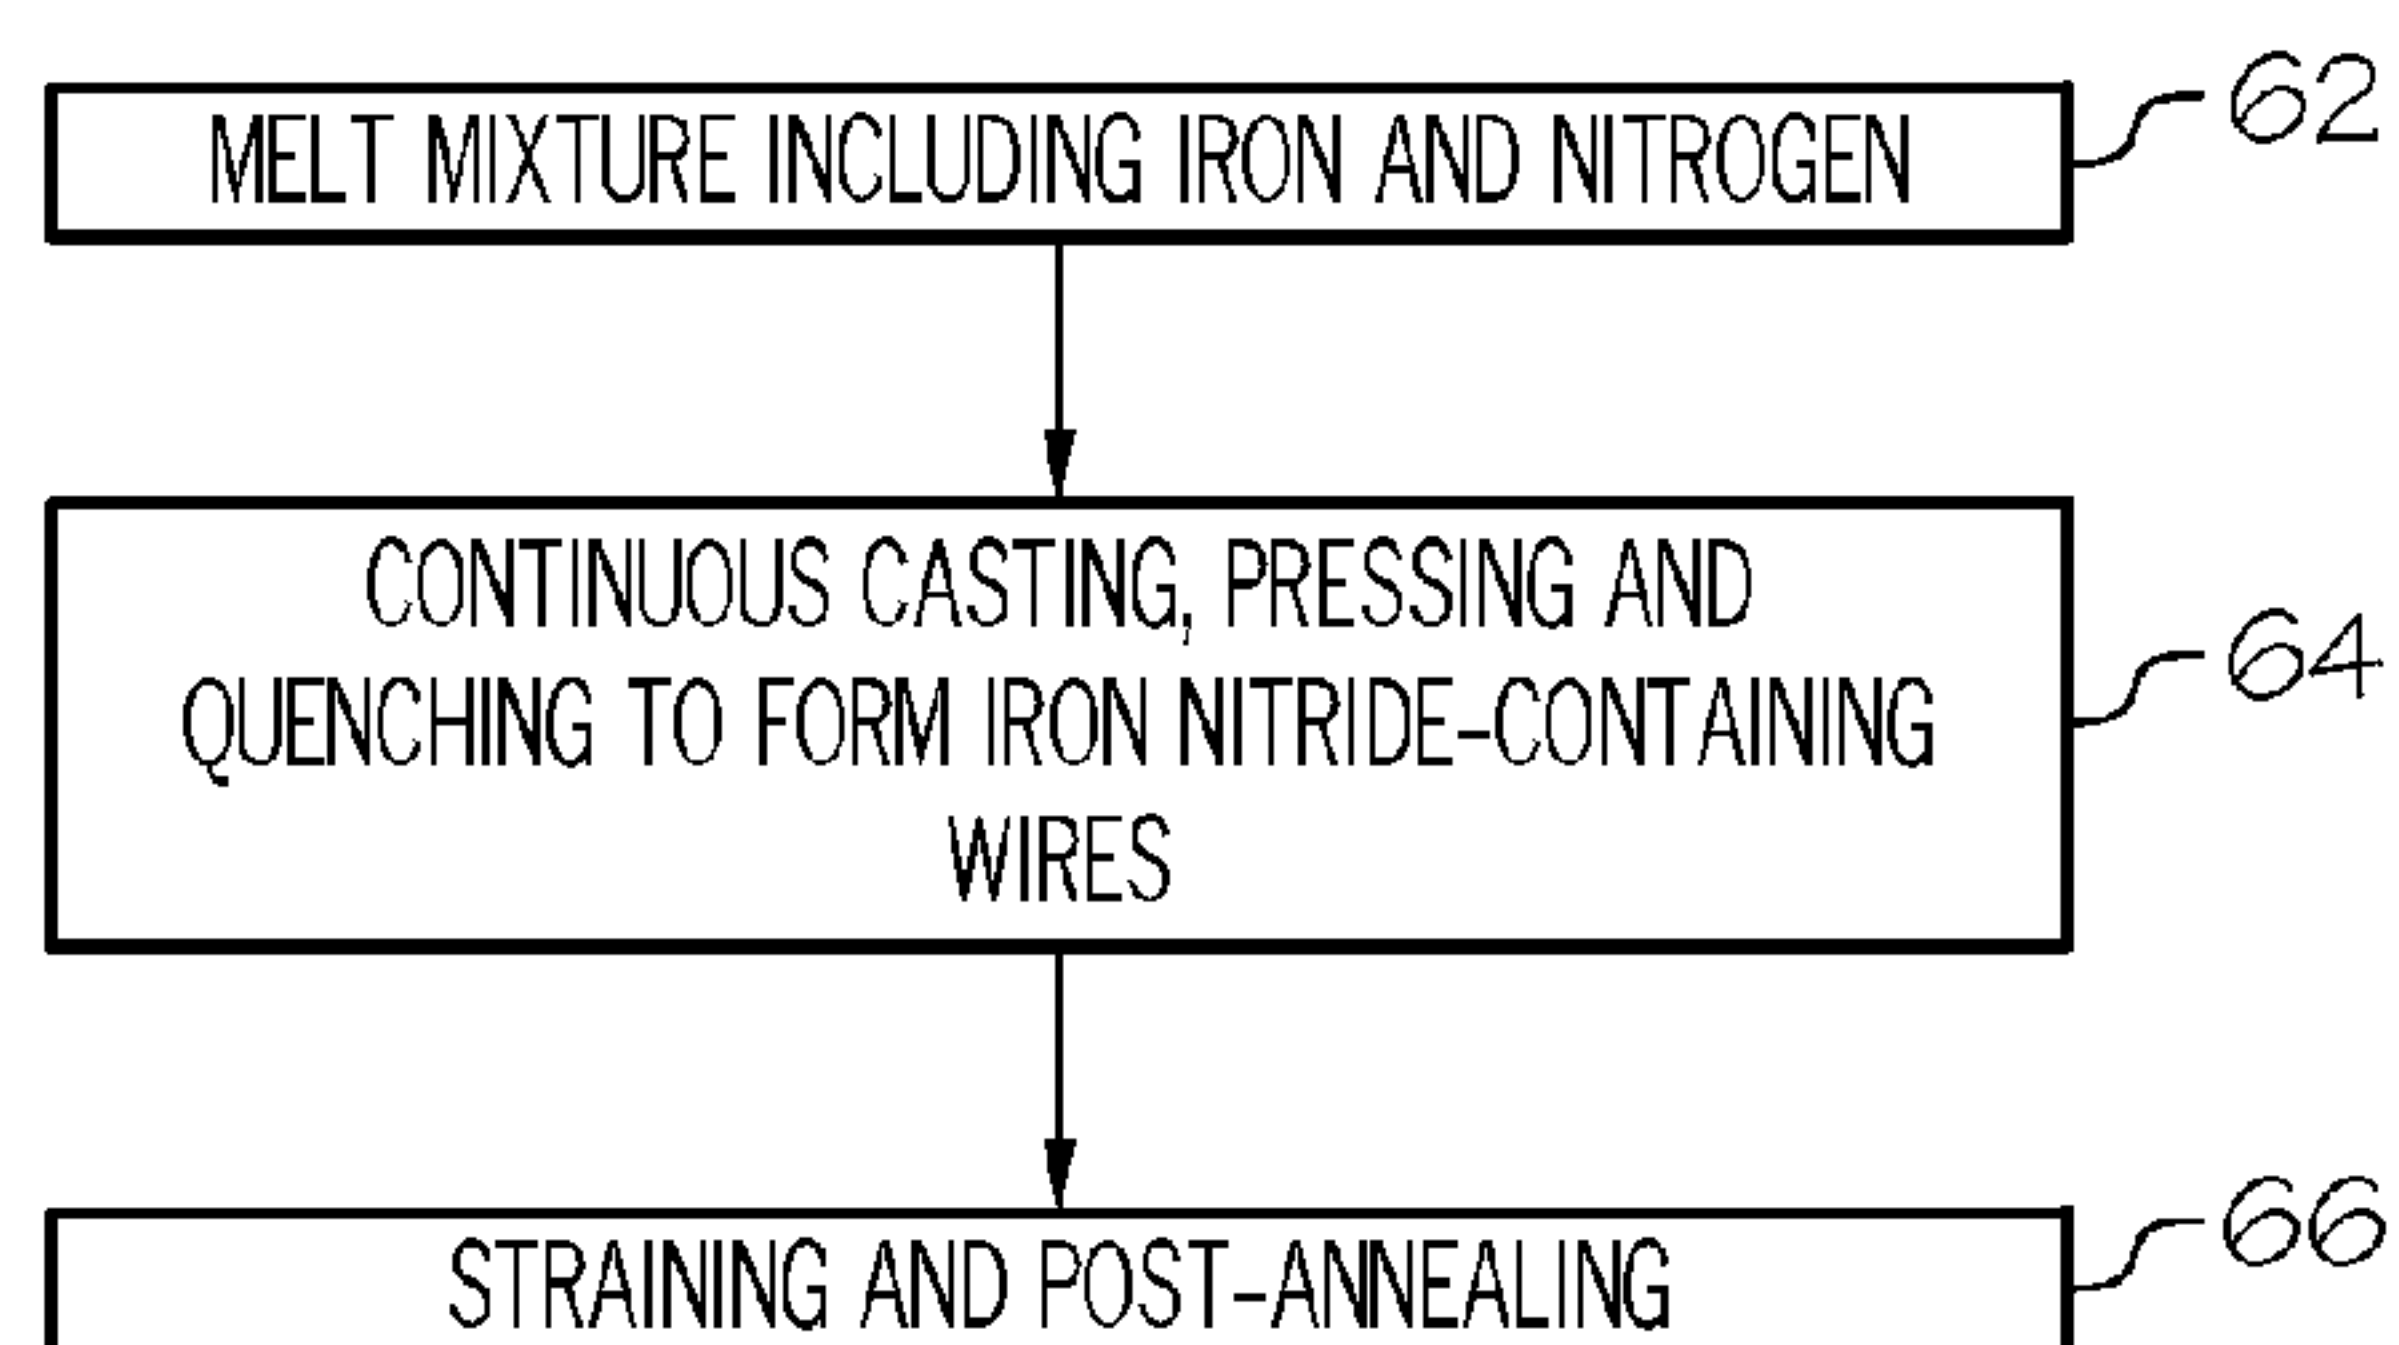 MELT MIXTURE INCLUDING IRON AND NITROGEN
62
CONTINUOUS CASTING, PRESSING AND
QUENCHING TO FORM IRON NITRIDE-CONTAINING
WIRES
64
STRAINING AND POST-ANNEALING
66